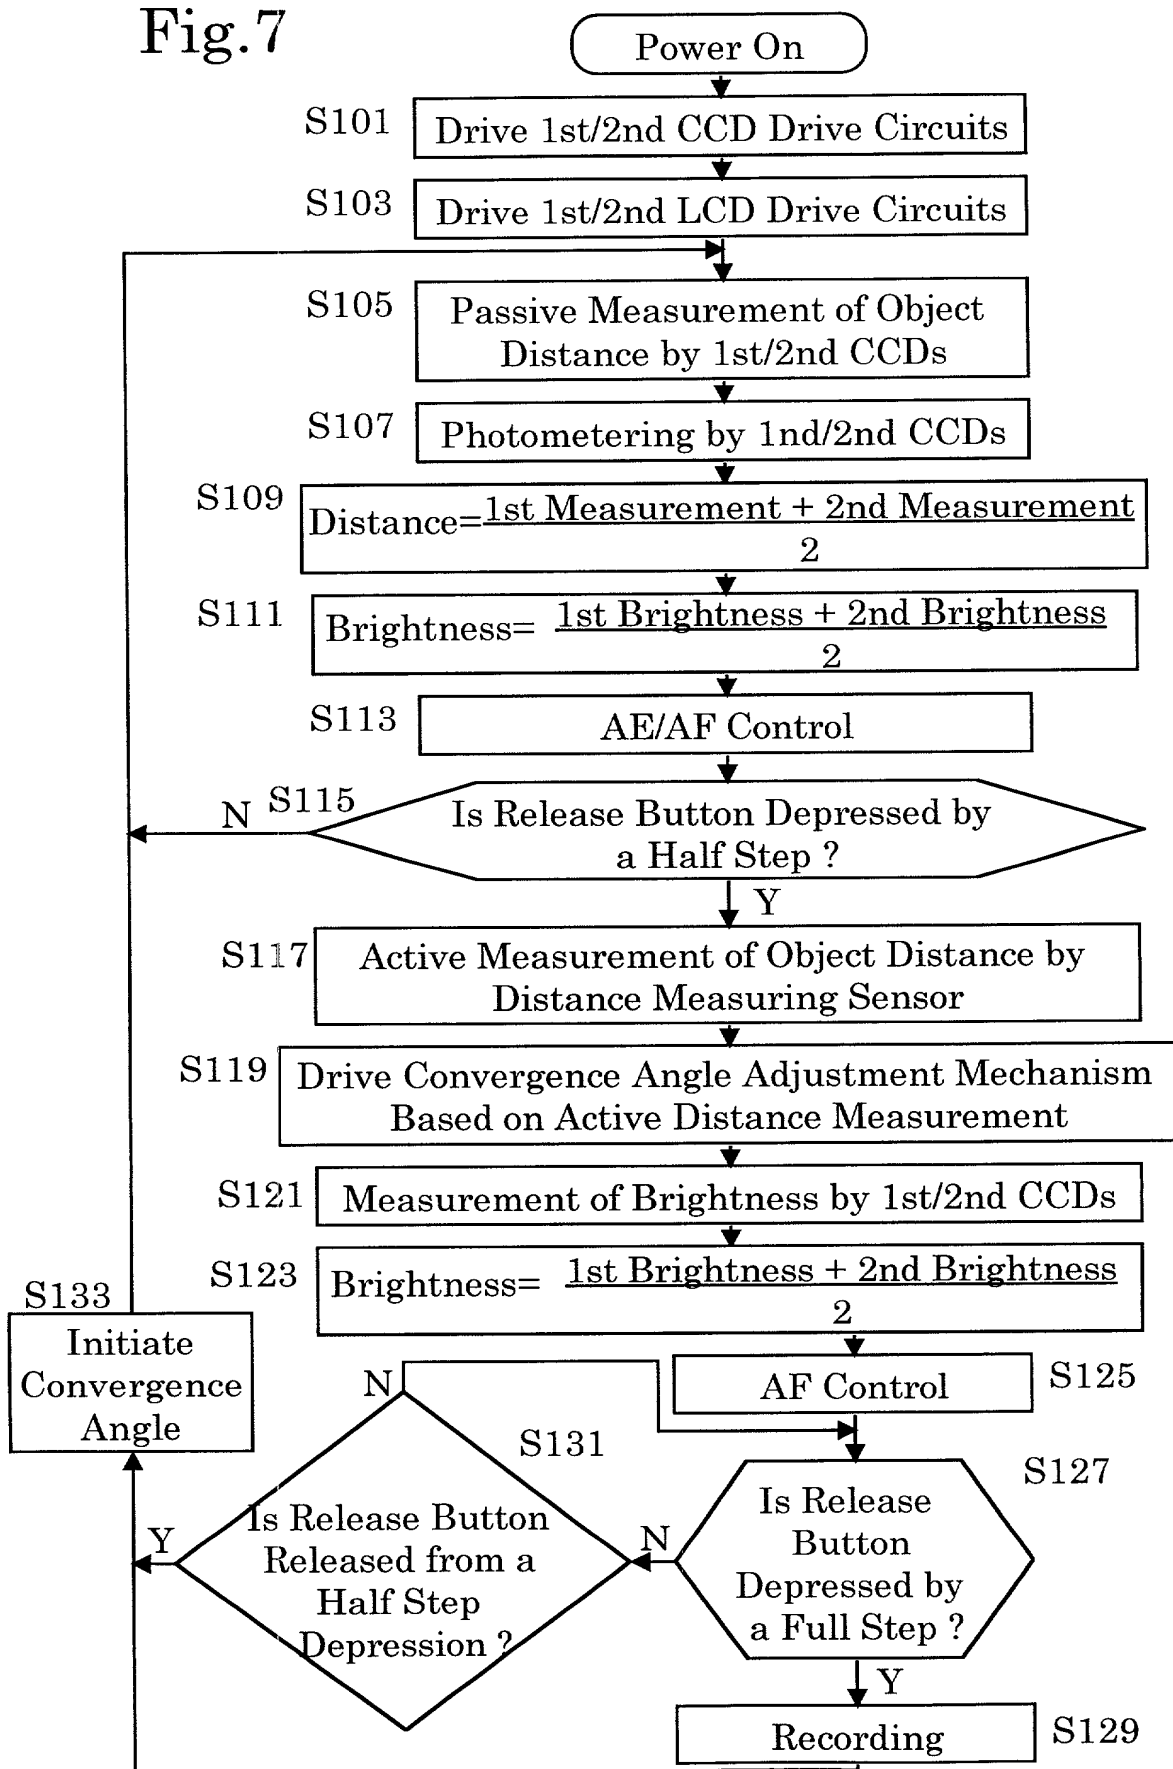 Fig.7
Power On
S101
Drive 1st/2nd CCD Drive Circuits
S103
Drive 1st/2nd LCD Drive Circuits
S105
Passive Measurement of Object
Distance by 1st/2nd CCDs
S107
Photometering by 1nd/2nd CCDs
S109
Distance= 1st Measurement + 2nd Measurement
2
S111
Brightness= 1st Brightness + 2nd Brightness
2
S113
AE/AF Control
S115
N
Is Release Button Depressed by
a Half Step ?
Y
S117
Active Measurement of Object Distance by
Distance Measuring Sensor
S119
Drive Convergence Angle Adjustment Mechanism
Based on Active Distance Measurement
S121
Measurement of Brightness by 1st/2nd CCDs
S123
Brightness= 1st Brightness + 2nd Brightness
2
S133
Initiate
Convergence
Angle
S125
AF Control
N
S131
Is Release Button
Released from a
Half Step
Depression ?
Y
S127
Is Release
Button
Depressed by
a Full Step ?
N
Y
S129
Recording